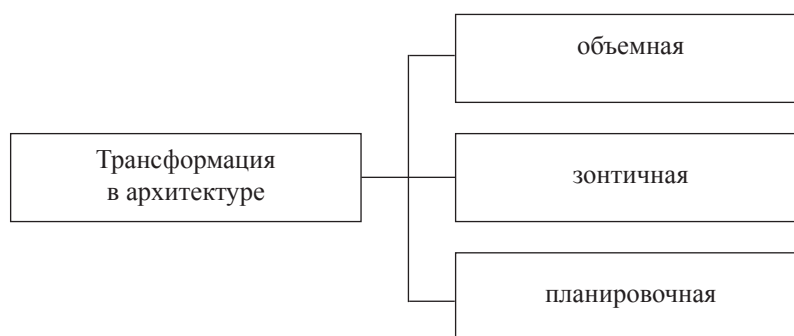 объемная
Трансформация
в архитектуре
зонтичная
планировочная